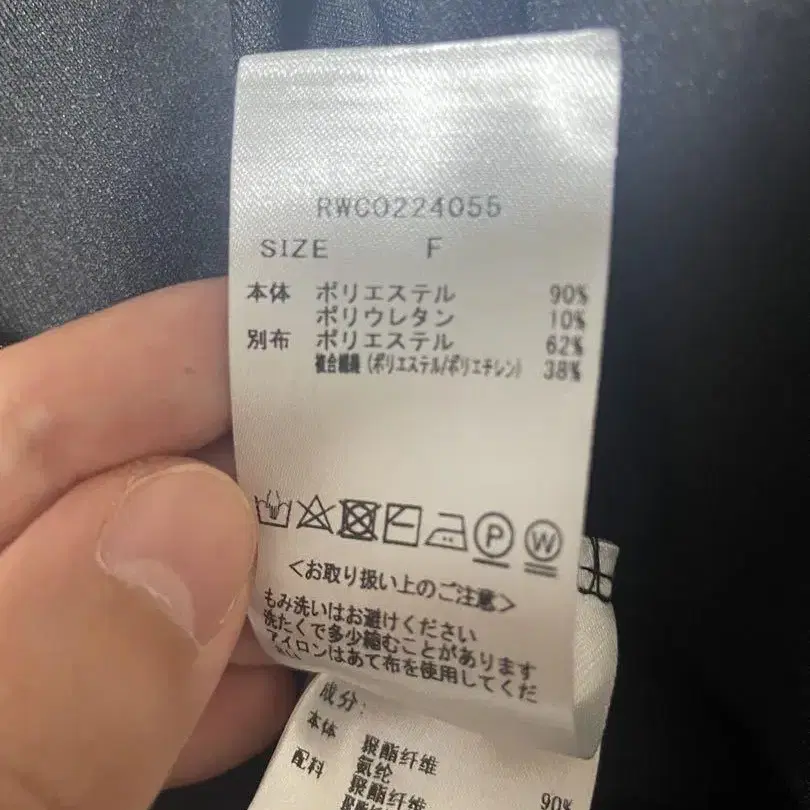 RWC0224055
SIZE F
本体 ポリエステル 90%
ポリウレタン 10%
別布 ポリエステル 62%
複合繊維(ポリエステル/ポリエチレン) 38%
P W
<お取り扱い上のご注意>
もみ洗いはお避けください
洗たくで多少縮むことがあります
アイロンはあて布を使用してくだ
成分:
本体 聚酯纤维
氨纶
配料 聚酯纤维 90%